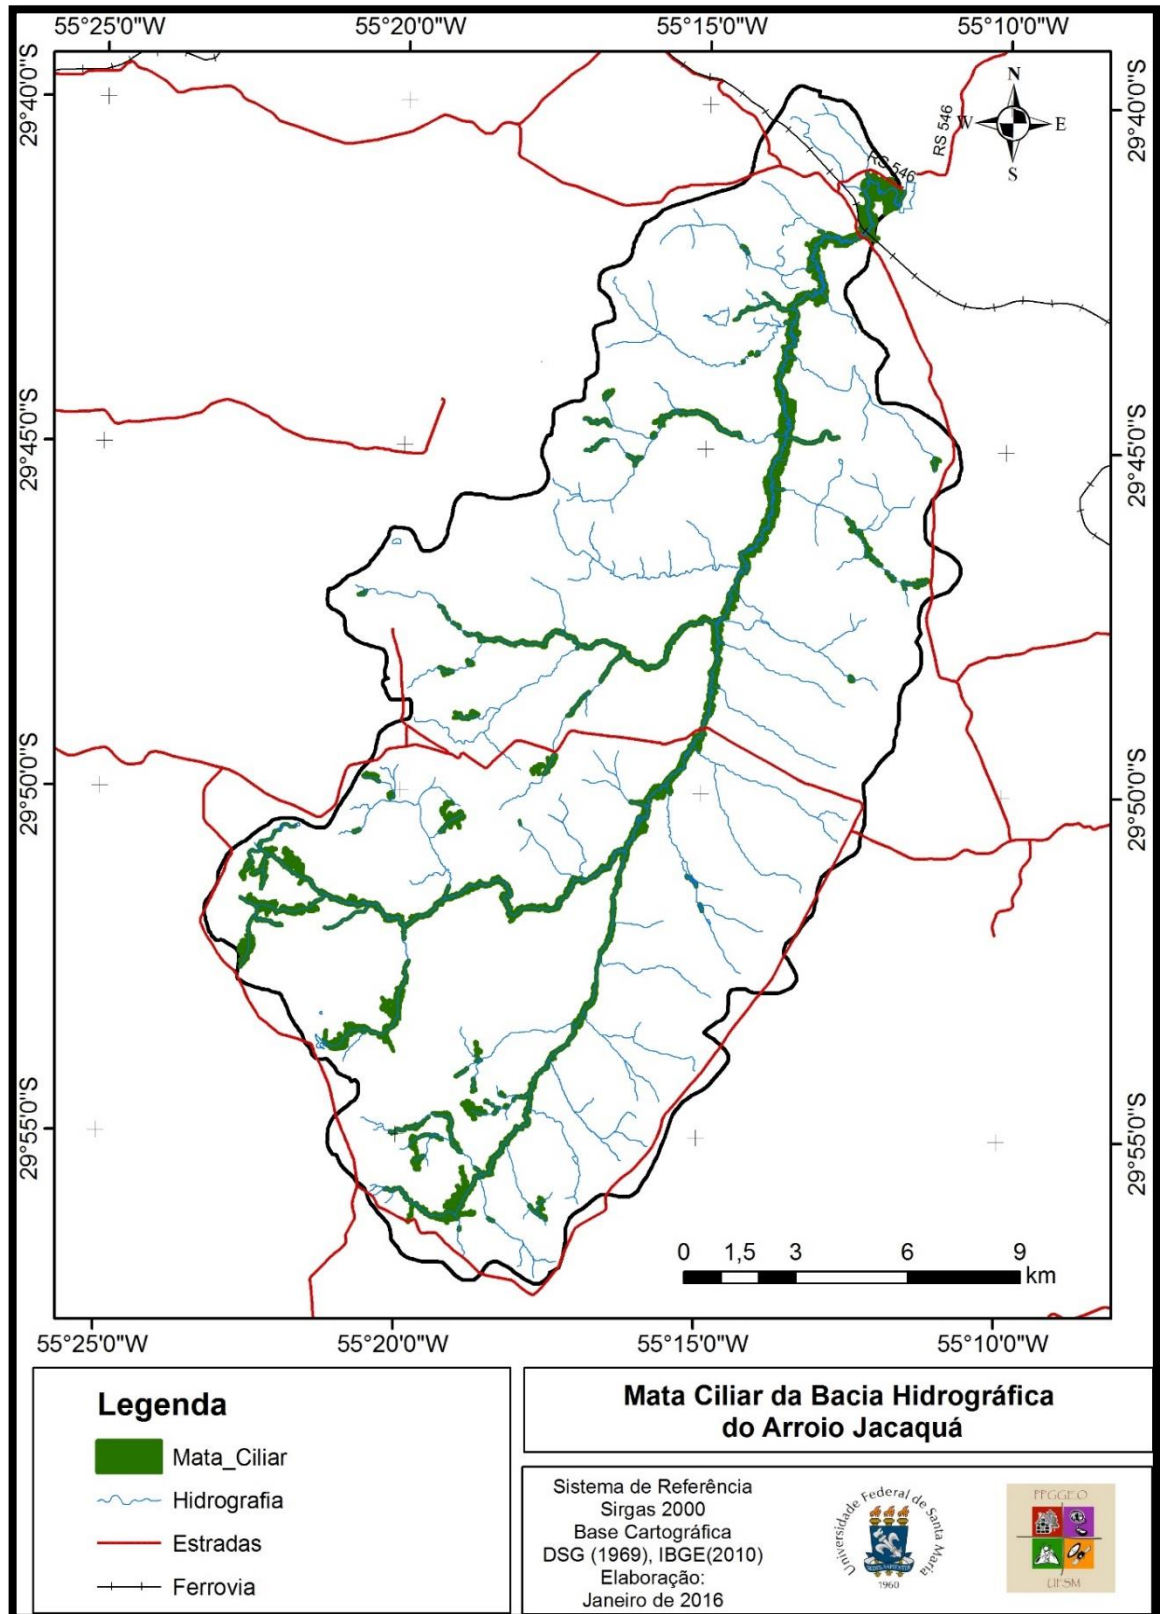 55°25'0"W 55°20'0"W 55°15'0"W 55°10'0"W
29°40'0"S
29°40'0"S
N
W E
S
RS 546
RS 546
29°45'0"S
29°45'0"S
29°50'0"S
29°50'0"S
29°55'0"S
29°55'0"S
0 1,5 3 6 9
km
55°25'0"W 55°20'0"W 55°15'0"W 55°10'0"W
Legenda
Mata_Ciliar
Hidrografia
Estradas
Ferrovia
Mata Ciliar da Bacia Hidrográfica
do Arroio Jacaquá
Sistema de Referência
Sirgas 2000
Base Cartográfica
DSG (1969), IBGE(2010)
Elaboração:
Janeiro de 2016
Universidade Federal de Santa Maria
1960
PPGGEO
UFSM